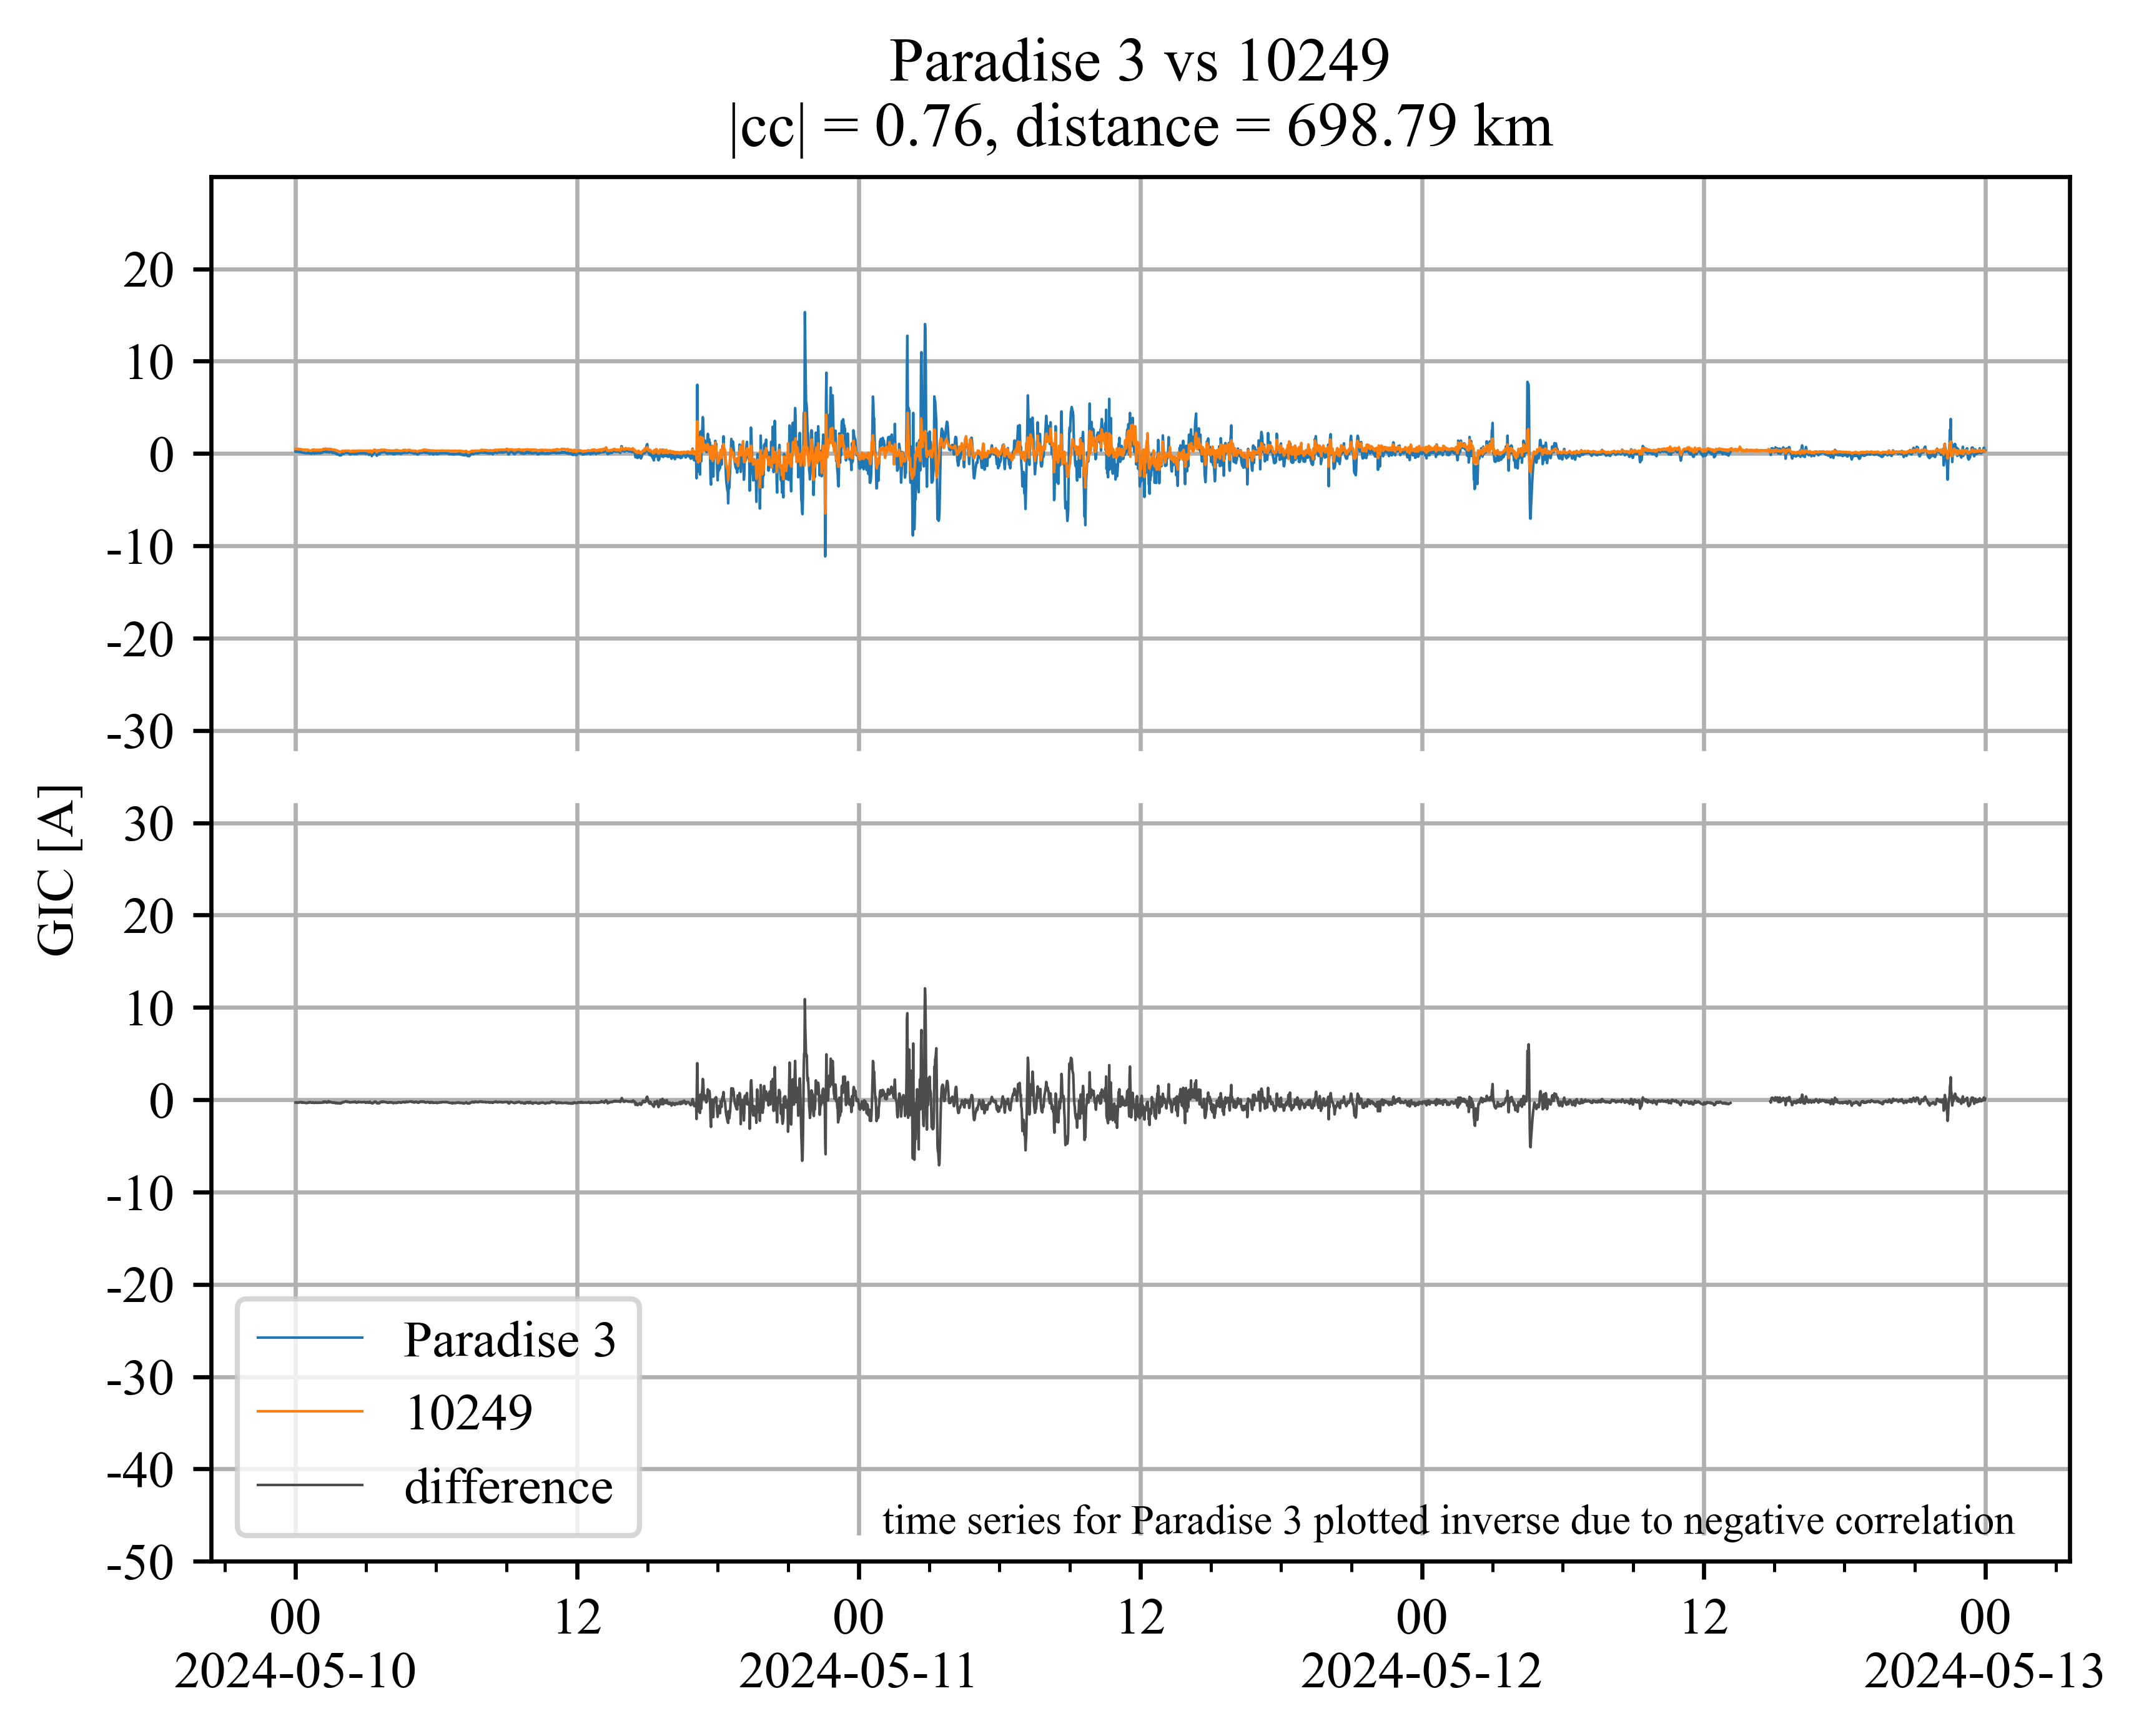 Paradise 3 vs 10249
|cc| = 0.76, distance = 698.79 km
20
10
0
-10
-20
-30
30
20
10
0
-10
-20
-30
-40
-50
GIC [A]
Paradise 3
10249
difference
time series for Paradise 3 plotted inverse due to negative correlation
00 12 00 12 00 12 00
2024-05-10 2024-05-11 2024-05-12 2024-05-13